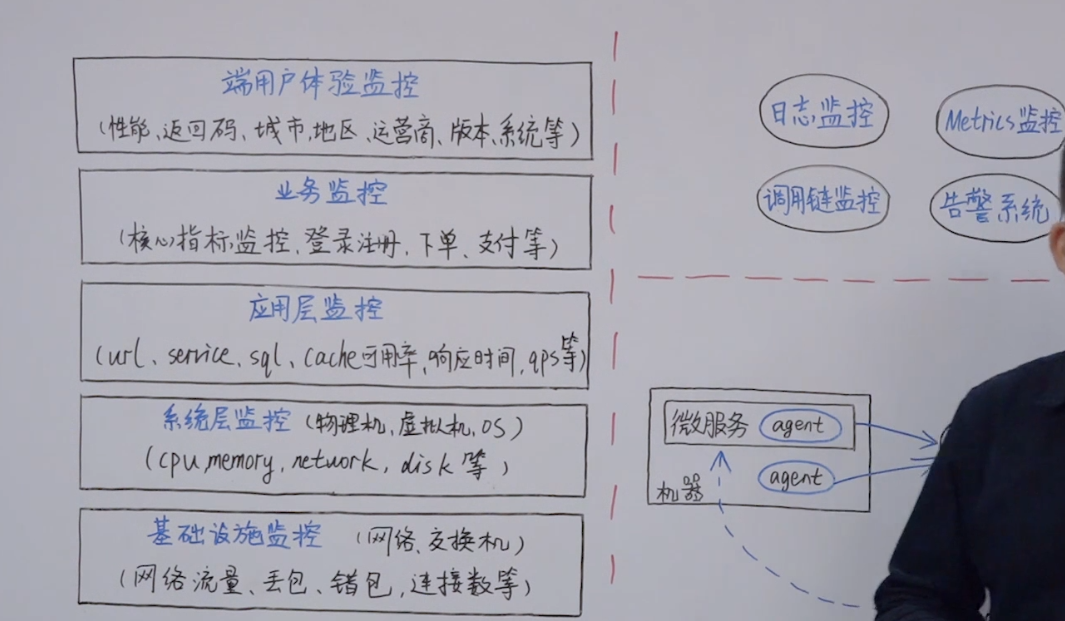 端用户体验监控
(性能、返回码、城市,地区、运营商、版本、系统等)
业务监控
(核心指标监控、登录注册、下单、支付等)
应用层监控
(url、service、sql、cache可用率,响应时间,qps等)
系统层监控 (物理机,虚拟机,OS)
(cpu,memory,network,disk等)
基础设施监控 (网络、交换机)
(网络流量、丢包、错包,连接数等)
日志监控
Metrics监控
调用链监控
告警系统
微服务 agent
agent
机器